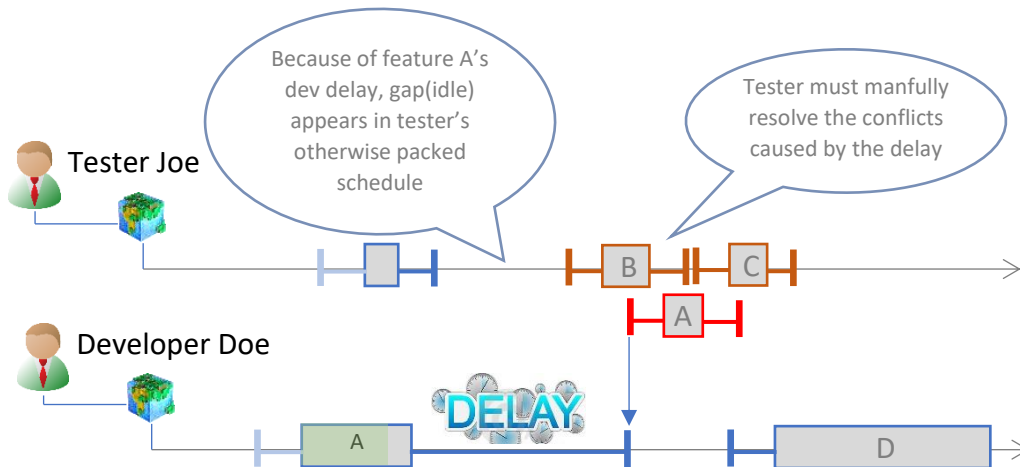 Because of feature A’s
dev delay, gap(idle)
appears in tester’s
otherwise packed
schedule
Tester must manfully
resolve the conflicts
caused by the delay
Tester Joe
B
C
A
Developer Doe
DELAY
A
D